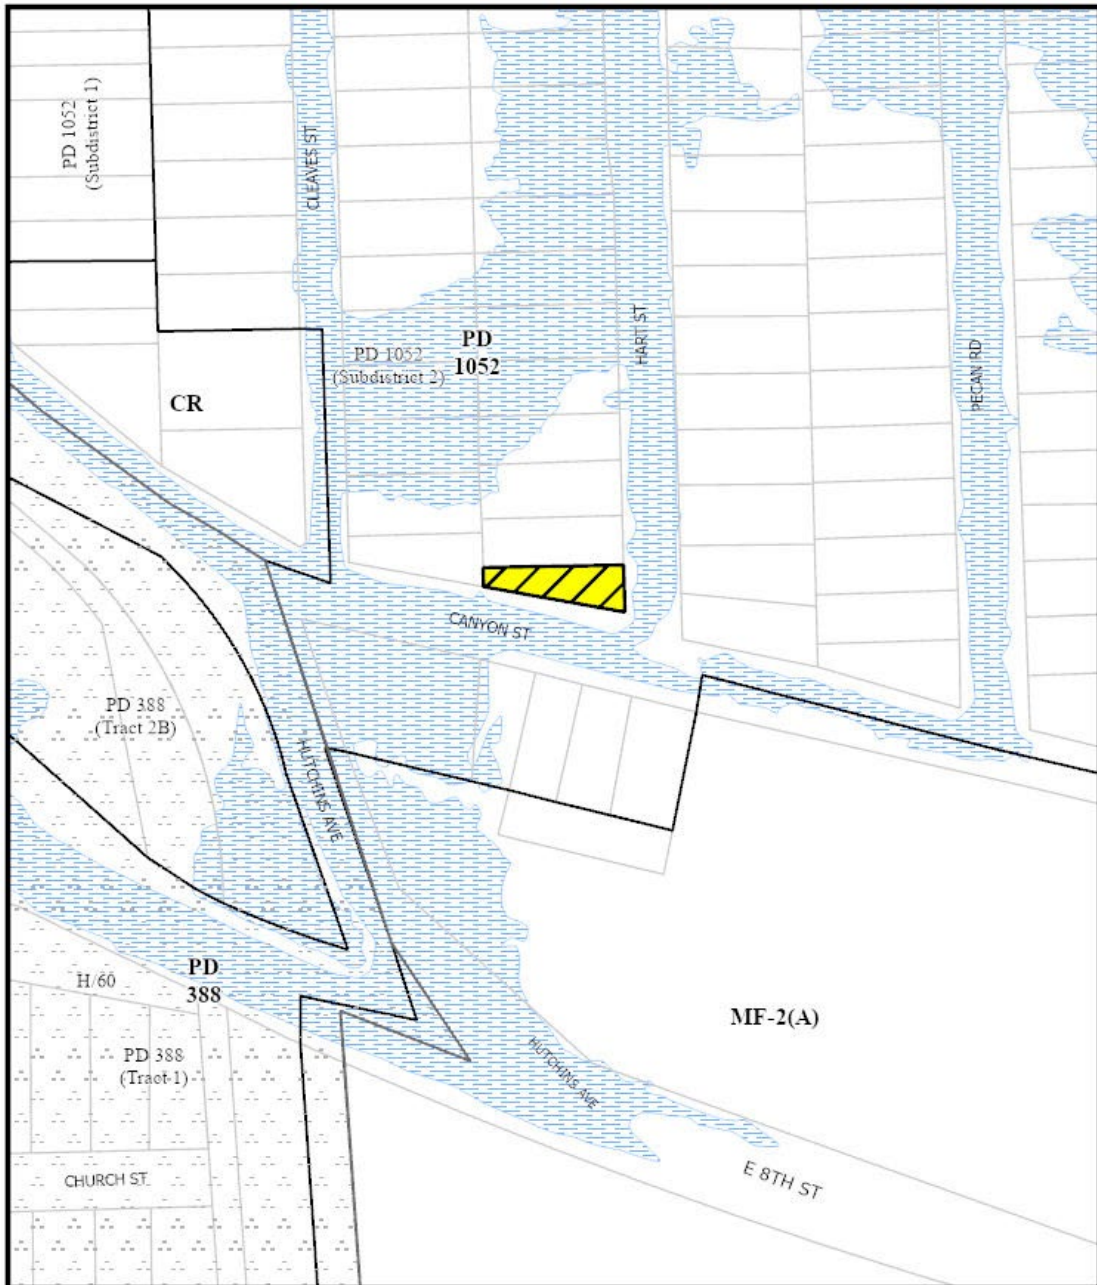 PD 1052
(Subdistrict 1)
CLEAVES ST
PD 1052
(Subdistrict 2)
PD
1052
HART ST
PECAN RD
CR
CANYON ST
PD 388
(Tract 2B)
HUTCHINS AVE
PD
388
H/60
PD 388
(Tract 1)
MF-2(A)
HUTCHINS AVE
CHURCH ST
E 8TH ST